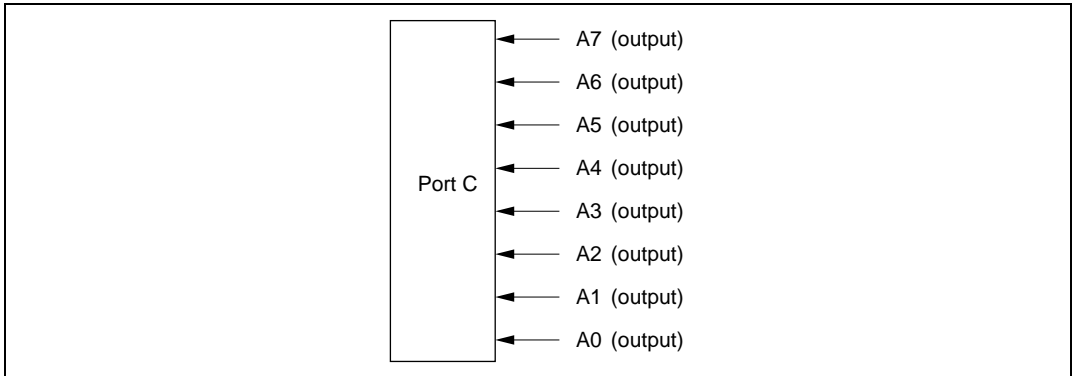 A7 (output)
A6 (output)
A5 (output)
A4 (output)
Port C
A3 (output)
A2 (output)
A1 (output)
A0 (output)